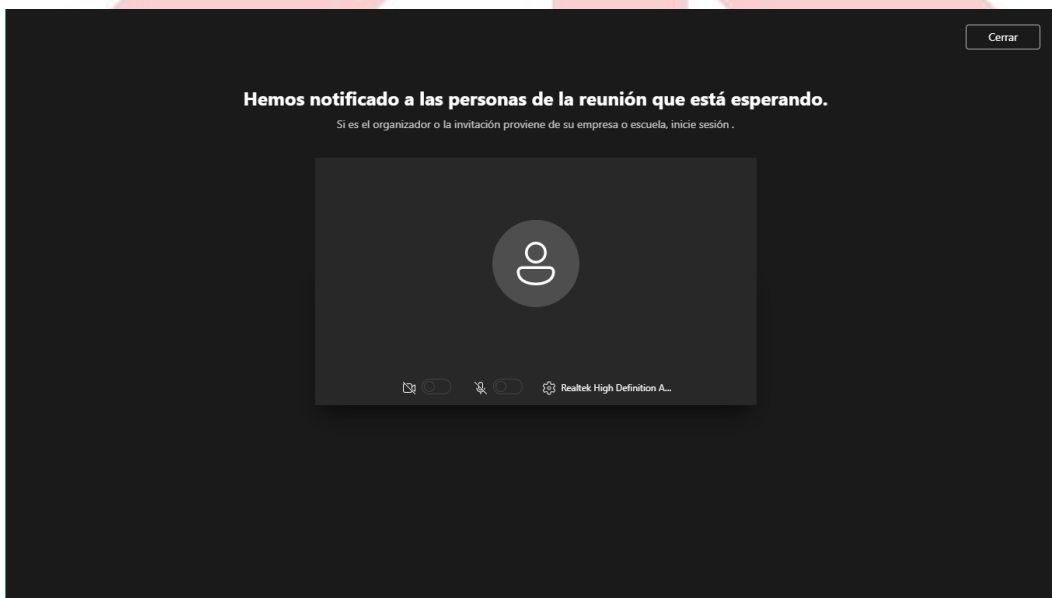 Cerrar
Hemos notificado a las personas de la reunión que está esperando.
Si es el organizador o la invitación proviene de su empresa o escuela, inicie sesión .
Realtek High Definition A...